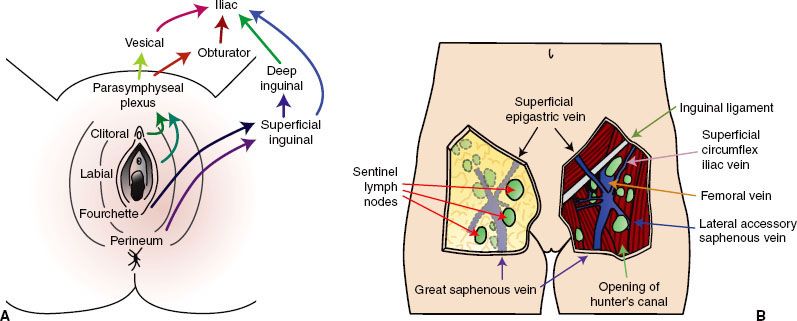 Iliac
Vesical
Obturator
Deep
inguinal
Parasymphyseal
plexus
Superficial
inguinal
Clitoral
Labial
Fourchette
Perineum
A
Superficial
epigastric vein
Inguinal ligament
Superficial
circumflex
iliac vein
Sentinel
lymph
nodes
Femoral vein
Lateral accessory
saphenous vein
Great saphenous vein
Opening of
hunter's canal
B